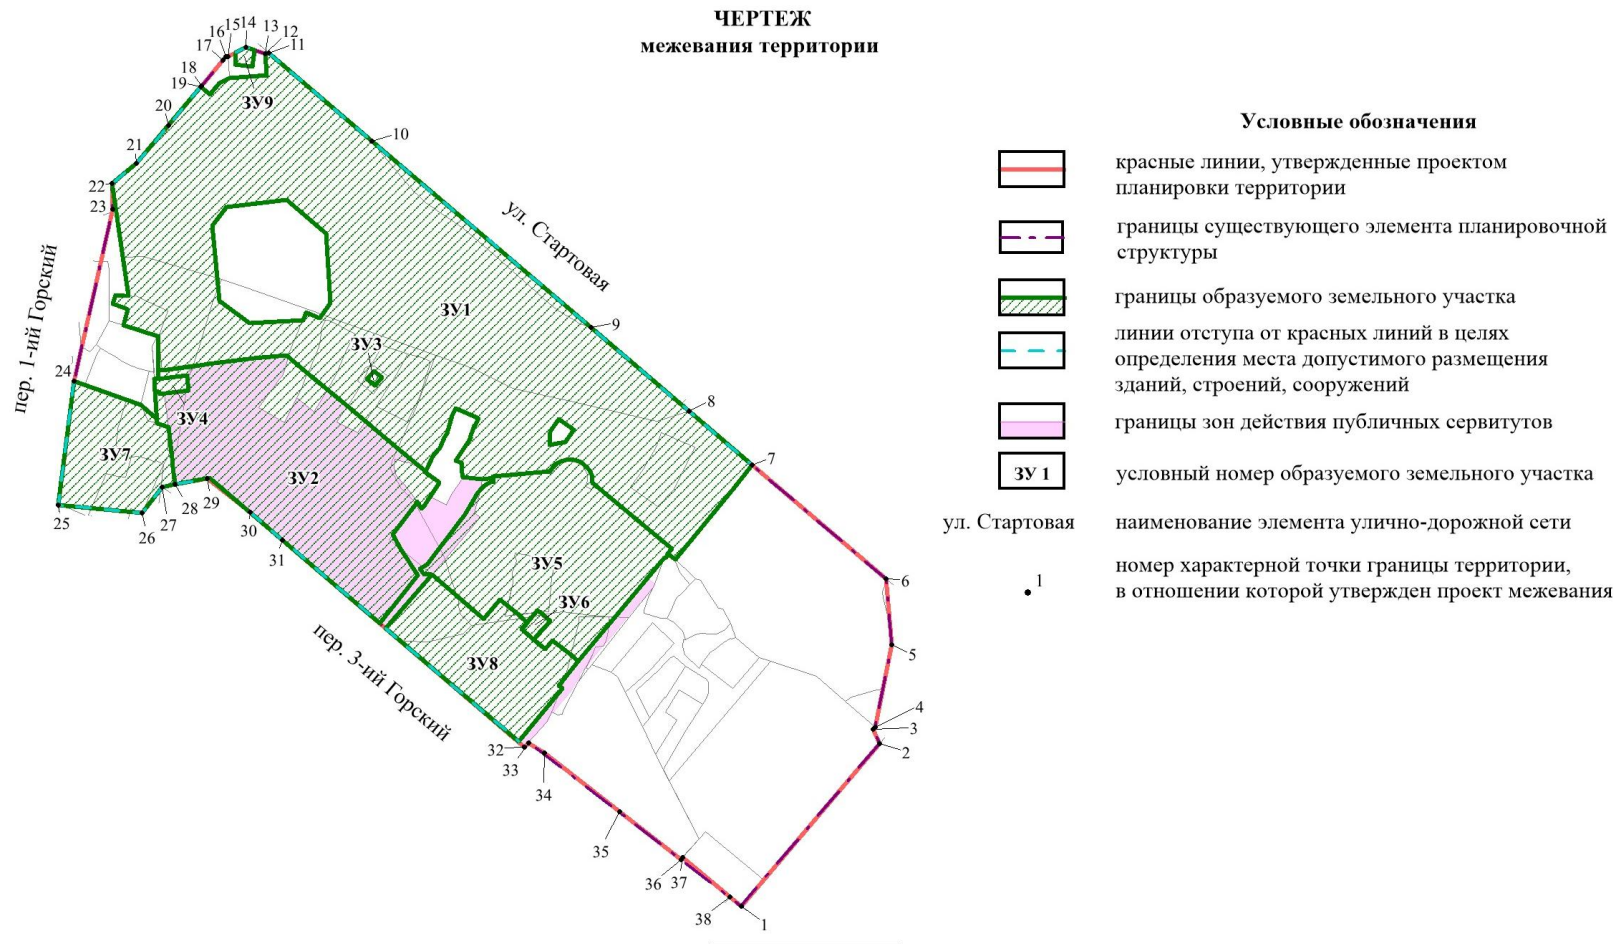 ЧЕРТЕЖ
межевания территории
14
15
16
13
12
11
17
18
19
ЗУ9
20
10
21
22
23
ул. Стартовая
пер. 1-ий Горский
ЗУ1
9
ЗУ3
24
8
ЗУ4
ЗУ7
7
ЗУ2
25
26
27
28
29
30
31
ЗУ5
6
ЗУ6
5
ЗУ8
пер. 3-ий Горский
4
3
2
32
33
34
35
36
37
38
1
Условные обозначения
красные линии, утвержденные проектом
планировки территории
границы существующего элемента планировочной
структуры
границы образуемого земельного участка
линии отступа от красных линий в целях
определения места допустимого размещения
зданий, строений, сооружений
границы зон действия публичных сервитутов
ЗУ 1 условный номер образуемого земельного участка
ул. Стартовая наименование элемента улично-дорожной сети
1 номер характерной точки границы территории,
в отношении которой утвержден проект межевания